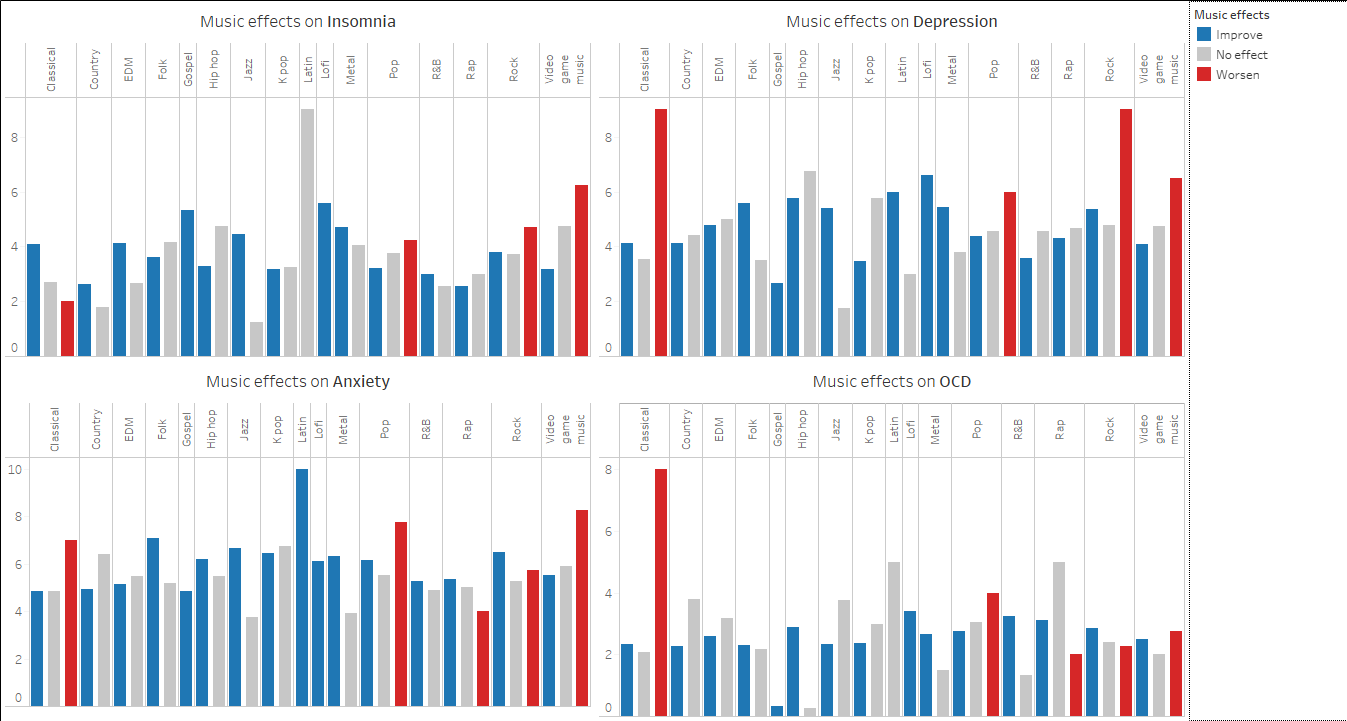 Music effects on Insomnia
Classical
Country
EDM
Folk
Gospel
Hip hop
Jazz
K pop
Latin
Lofi
Metal
Pop
R&B
Rap
Rock
Video
game
music
8
6
4
2
0
Music effects on Depression
Classical
Country
EDM
Folk
Gospel
Hip hop
Jazz
K pop
Latin
Lofi
Metal
Pop
R&B
Rap
Rock
Video
game
music
8
6
4
2
0
Music effects
Improve
No effect
Worsen
Music effects on Anxiety
Classical
Country
EDM
Folk
Gospel
Hip hop
Jazz
K pop
Latin
Lofi
Metal
Pop
R&B
Rap
Rock
Video
game
music
10
8
6
4
2
0
Music effects on OCD
Classical
Country
EDM
Folk
Gospel
Hip hop
Jazz
K pop
Latin
Lofi
Metal
Pop
R&B
Rap
Rock
Video
game
music
8
6
4
2
0